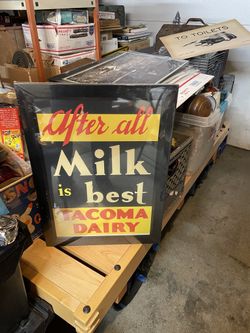 TO TOILETS
After all
Milk
is best
TACOMA
DAIRY